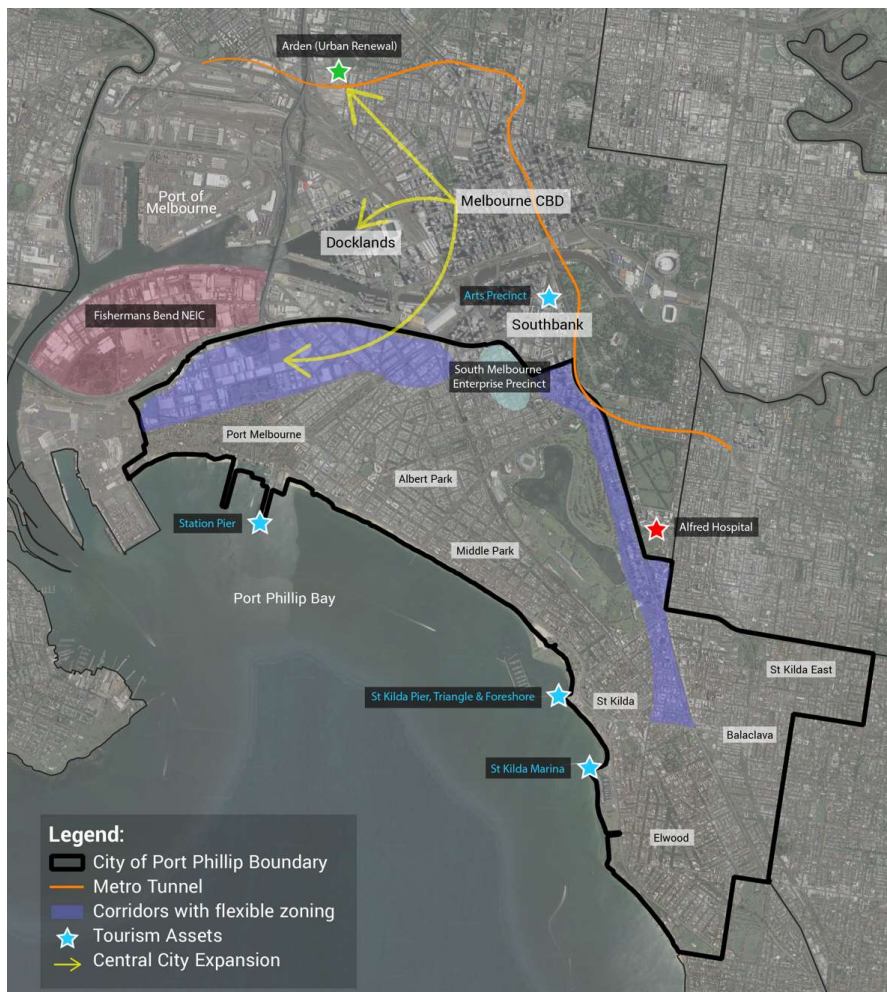 Arden (Urban Renewal)
Port of
Melbourne
Melbourne CBD
Docklands
Arts Precinct
Southbank
Fishermans Bend NEIC
South Melbourne
Enterprise Precinct
Port Melbourne
Albert Park
Station Pier
Alfred Hospital
Middle Park
Port Phillip Bay
St Kilda East
St Kilda Pier, Triangle & Foreshore
St Kilda
Balaclava
St Kilda Marina
Elwood
Legend:
City of Port Phillip Boundary
Metro Tunnel
Corridors with flexible zoning
Tourism Assets
Central City Expansion